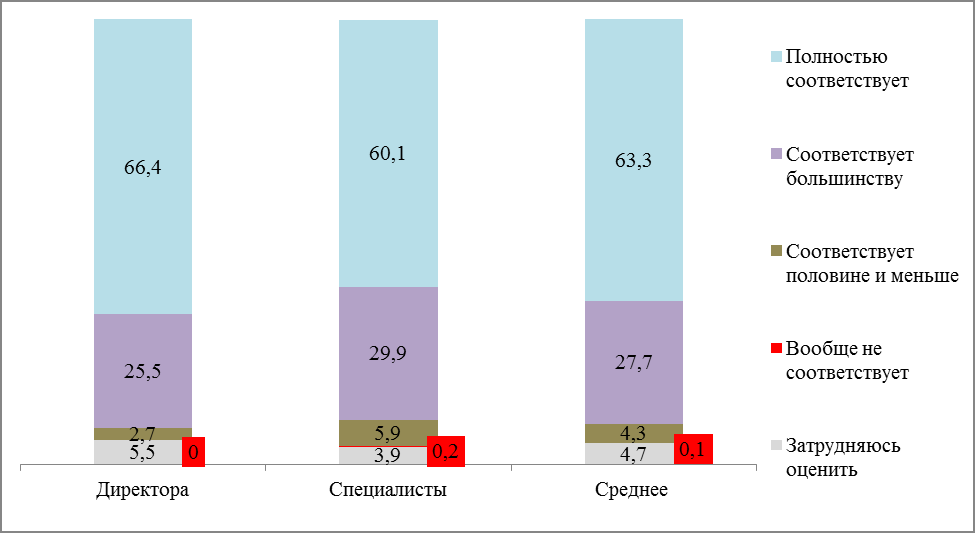 66,4
60,1
63,3
25,5
29,9
27,7
2,7
5,9
4,3
5,5
0
3,9
0,2
4,7
0,1
Директора
Специалисты
Среднее
Полностью
соответствует
Соответствует
большинству
Соответствует
половине и меньше
Вообще не
соответствует
Затрудняюсь
оценить